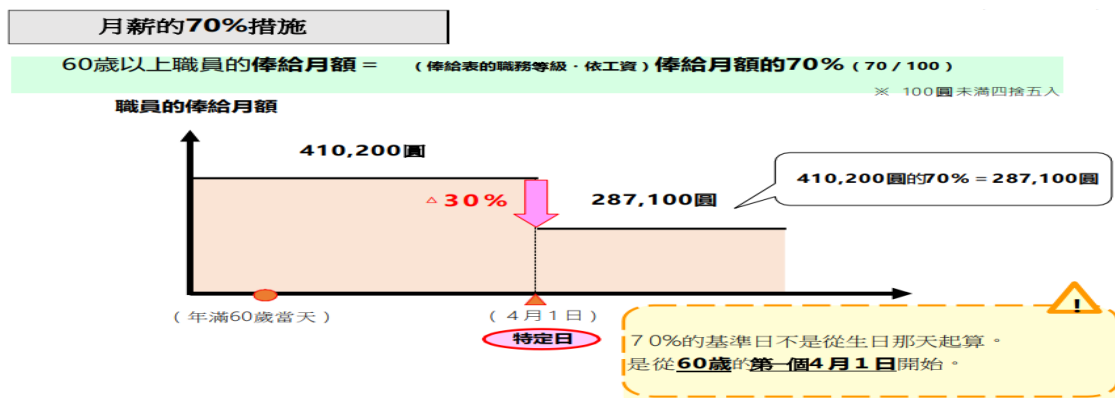 月薪的70%措施
60歲以上職員的俸給月額＝ （俸給表的職務等級‧依工資）俸給月額的70%（70/100）
※ 100圓未滿四捨五入
職員的俸給月額
410,200圓
410,200圓的70%＝287,100圓
△30%
287,100圓
（年滿60歲當天）
（4月1日）
特定日
!
７0%的基準日不是從生日那天起算。
是從60歲的第一個4月1日開始。